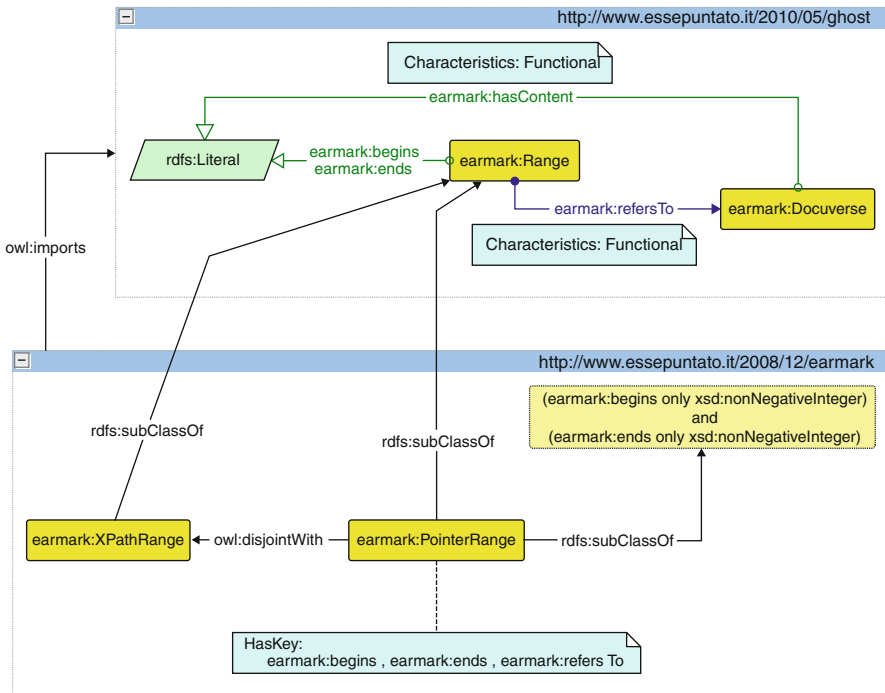 http://www.essepuntato.it/2010/05/ghost
Characteristics: Functional
earmark:hasContent
rdfs:Literal
earmark:begins
earmark:ends
earmark:Range
earmark:refersTo
earmark:Docuverse
Characteristics: Functional
owl:imports
http://www.essepuntato.it/2008/12/earmark
(earmark:begins only xsd:nonNegativeInteger)
and
(earmark:ends only xsd:nonNegativeInteger)
rdfs:subClassOf
rdfs:subClassOf
earmark:XPathRange
owl:disjointWith
earmark:PointerRange
rdfs:subClassOf
HasKey:
earmark:begins , earmark:ends , earmark:refers To